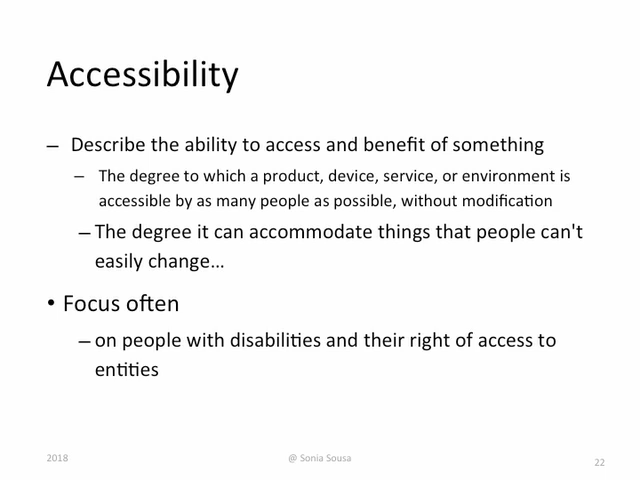 Accessibility
– Describe the ability to access and benefit of something
– The degree to which a product, device, service, or environment is
accessible by as many people as possible, without modification
– The degree it can accommodate things that people can't
easily change...
• Focus often
– on people with disabilities and their right of access to
entities
2018
@ Sonia Sousa
22